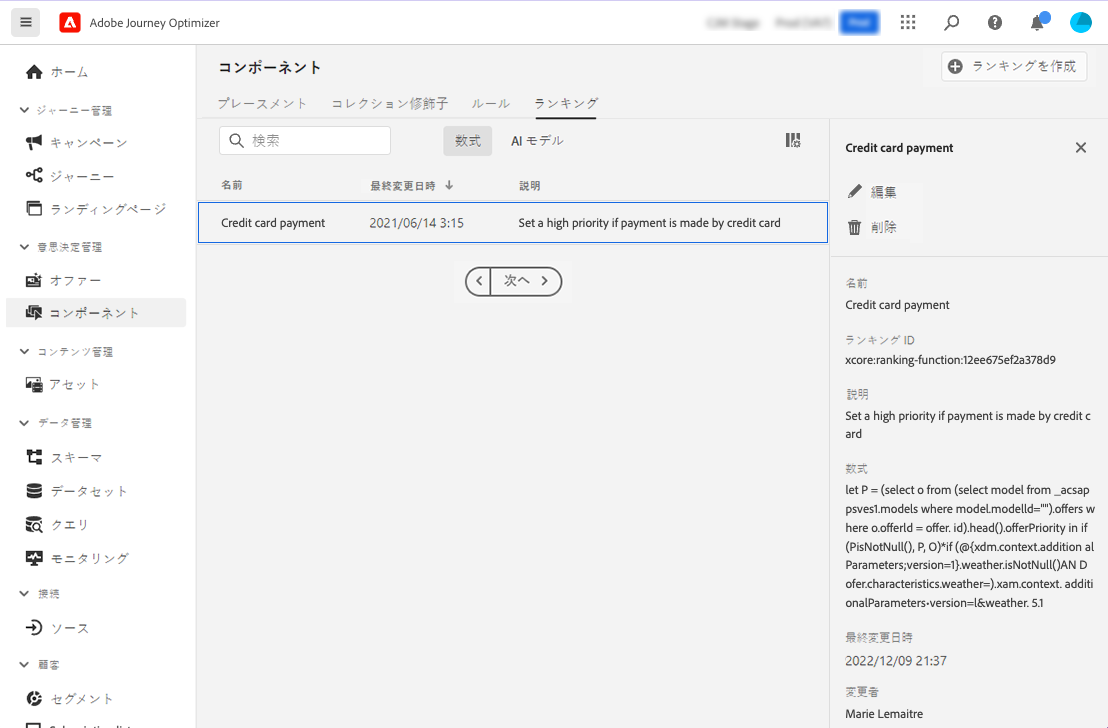 Adobe Journey Optimizer
ホーム
ジャーニー管理
キャンペーン
ジャーニー
ランディングページ
意思決定管理
オファー
コンポーネント
コンテンツ管理
アセット
データ管理
スキーマ
データセット
クエリ
モニタリング
接続
ソース
顧客
セグメント
コンポーネント
ランキングを作成
プレースメント コレクション修飾子 ルール ランキング
検索 数式 AI モデル
名前 最終変更日時 ↓ 説明
Credit card payment 2021/06/14 3:15 Set a high priority if payment is made by credit card
次へ
Credit card payment
編集
削除
名前
Credit card payment
ランキング ID
xcore:ranking-function:12ee675ef2a378d9
説明
Set a high priority if payment is made by credit c
ard
数式
let P = (select o from (select model from _acsap
psves1.models where model.modelId="").offers w
here o.offerId = offer. id).head().offerPriority in if
(PisNotNull(), P, O)*if (@{xdm.context.addition al
Parameters;version=1}.weather.isNotNull()AN D
ofer.characteristics.weather=).xam.context. additi
onalParameters•version=l&weather. 5.1
最終変更日時
2022/12/09 21:37
変更者
Marie Lemaitre